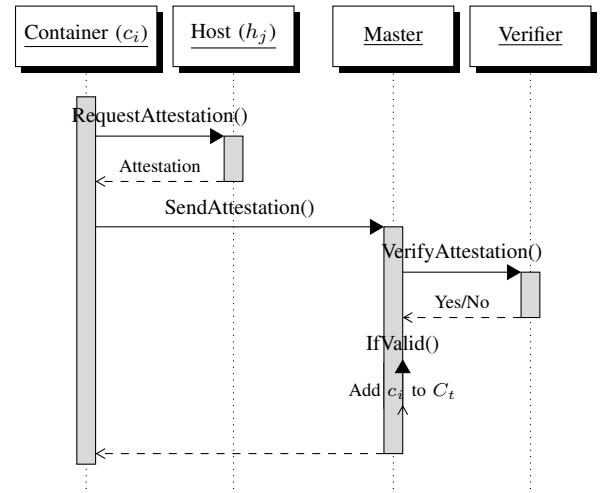 Container (c_i) Host (h_j) Master Verifier
RequestAttestation()
Attestation
SendAttestation()
VerifyAttestation()
Yes/No
IfValid()
Add c_i to C_t